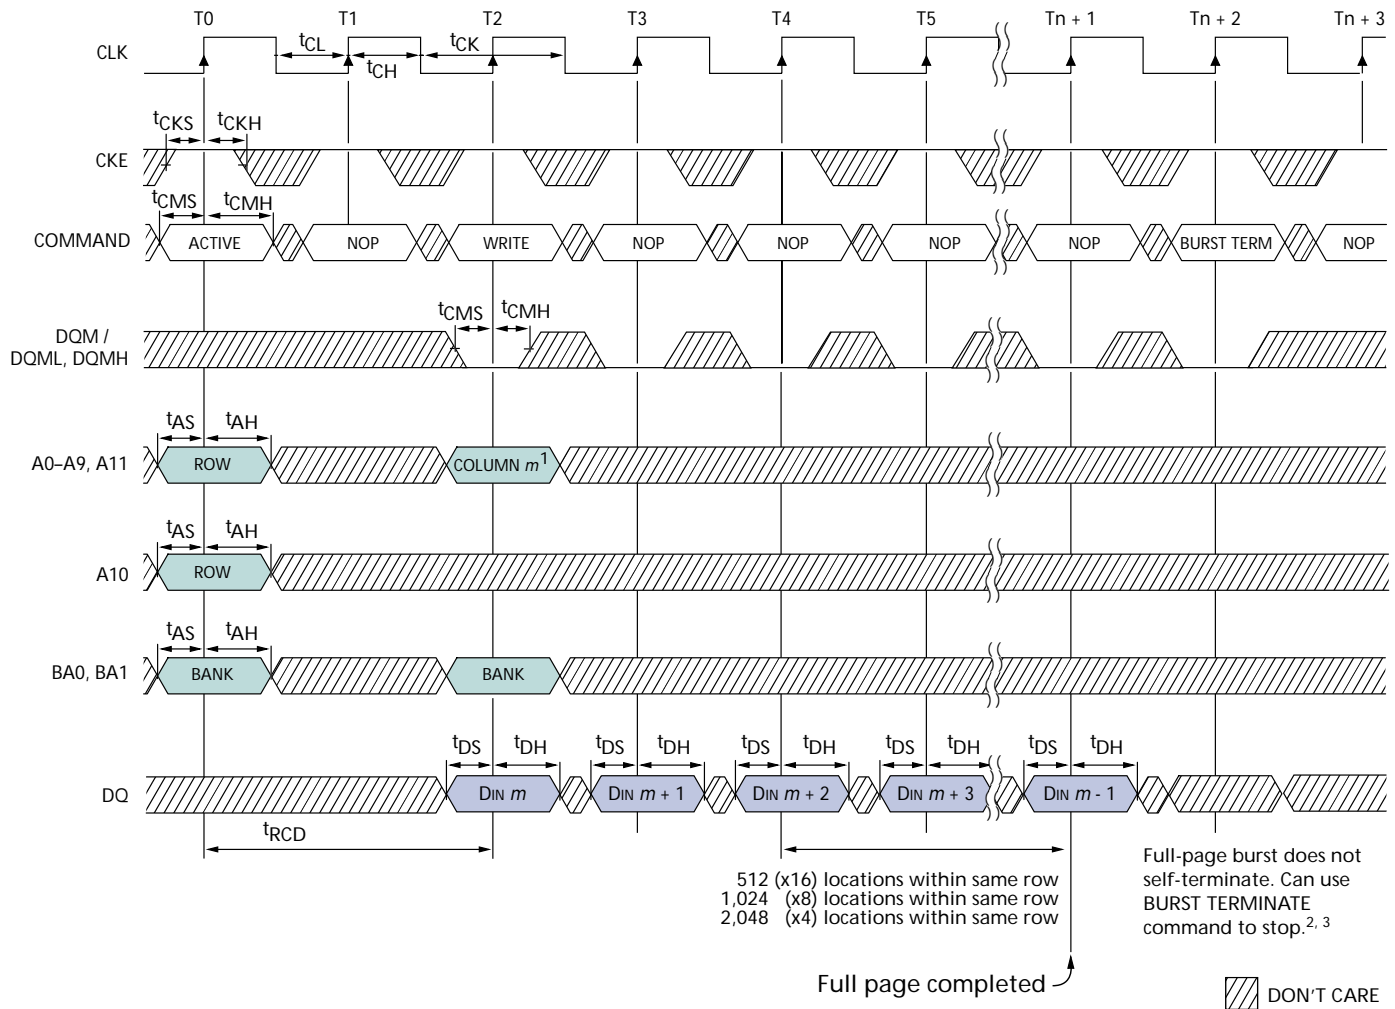 T0 T1 T2 T3 T4 T5 Tn + 1 Tn + 2 Tn + 3
CLK
tCL
tCH
tCK
tCKS tCKH
CKE
tCMS tCMH
COMMAND ACTIVE NOP WRITE NOP NOP NOP NOP BURST TERM NOP
tCMS tCMH
DQM /
DQML, DQMH
tAS tAH
A0–A9, A11 ROW COLUMN m1
tAS tAH
A10 ROW
tAS tAH
BA0, BA1 BANK BANK
tDS tDH tDS tDH tDS tDH tDS tDH tDS tDH
DQ DIN m DIN m + 1 DIN m + 2 DIN m + 3 DIN m - 1
tRCD
512 (x16) locations within same row
1,024 (x8) locations within same row
2,048 (x4) locations within same row
Full-page burst does not
self-terminate. Can use
BURST TERMINATE
command to stop.2, 3
Full page completed
DON'T CARE